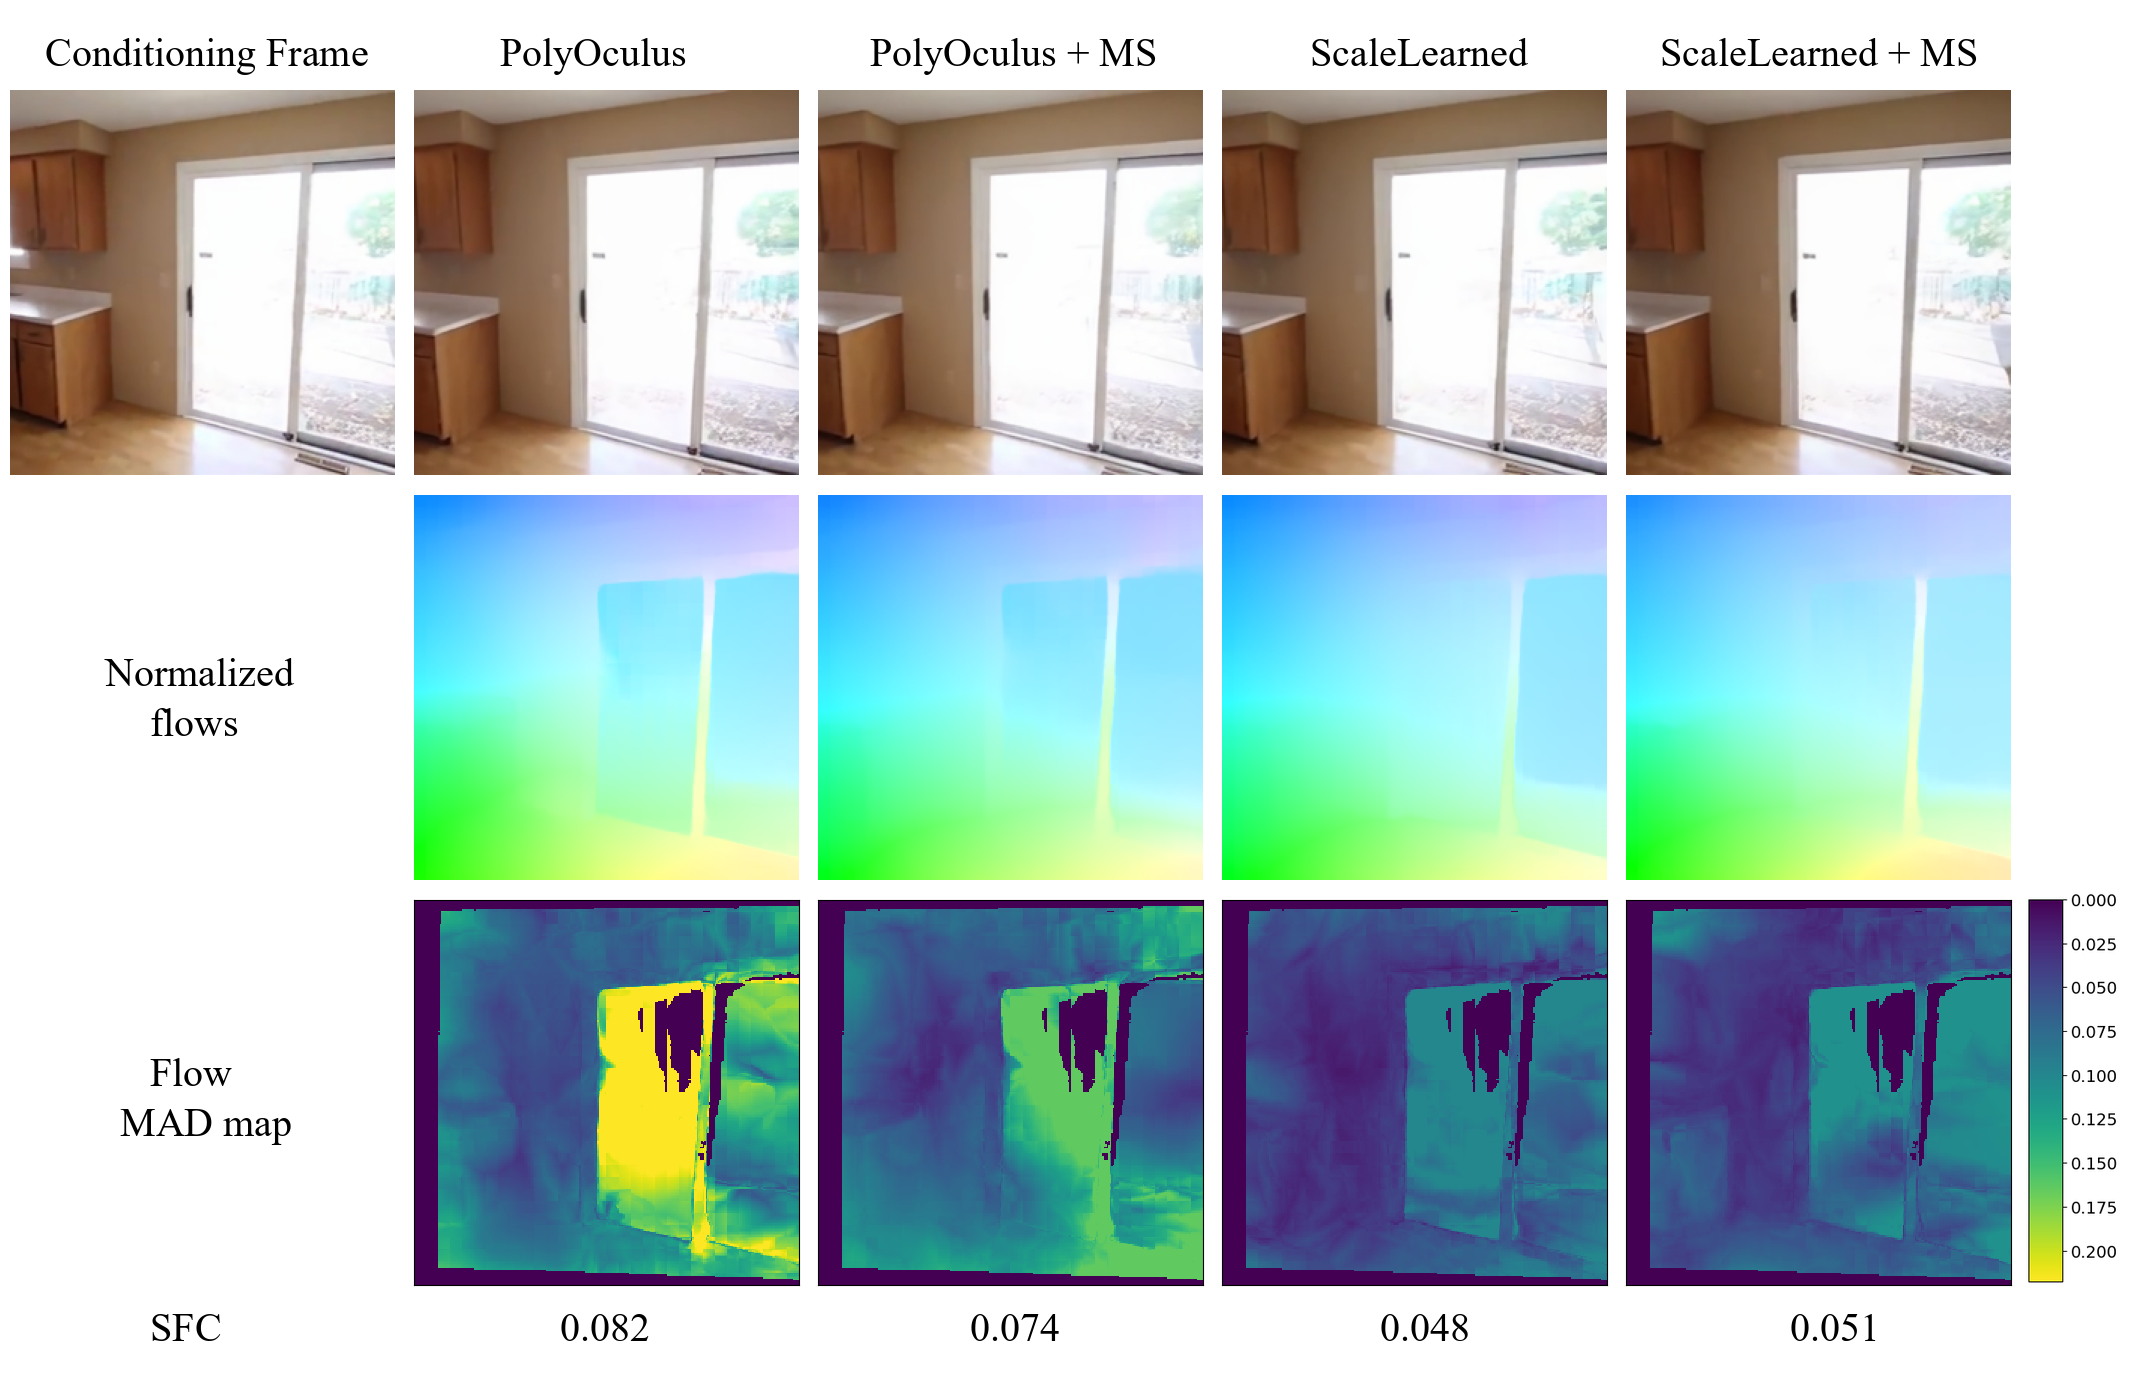 Conditioning Frame
PolyOculus
PolyOculus + MS
ScaleLearned
ScaleLearned + MS
Normalized
flows
Flow
MAD map
0.000
0.025
0.050
0.075
0.100
0.125
0.150
0.175
0.200
SFC
0.082
0.074
0.048
0.051